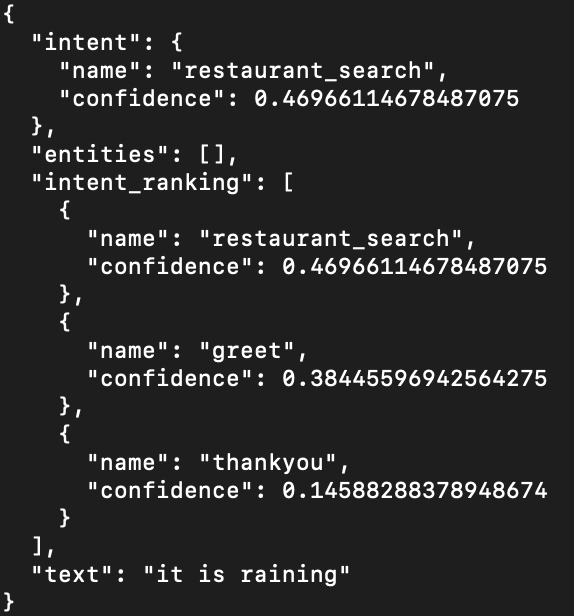 {
  "intent": {
    "name": "restaurant_search",
    "confidence": 0.46966114678487075
  },
  "entities": [],
  "intent_ranking": [
    {
      "name": "restaurant_search",
      "confidence": 0.46966114678487075
    },
    {
      "name": "greet",
      "confidence": 0.38445596942564275
    },
    {
      "name": "thankyou",
      "confidence": 0.14588288378948674
    }
  ],
  "text": "it is raining"
}